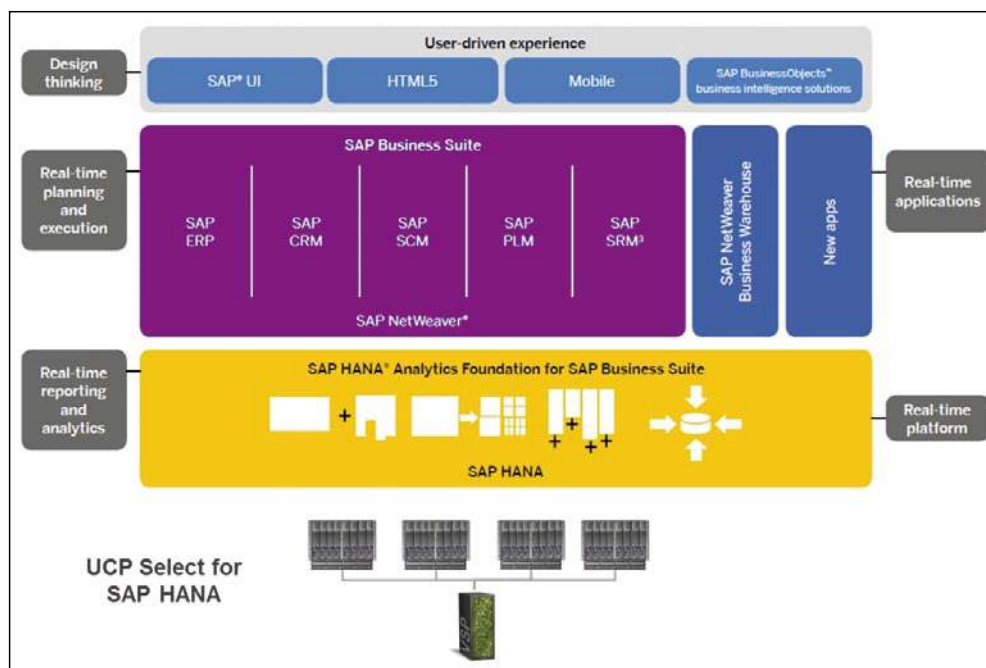 User-driven experience
Design
thinking
SAP® UI
HTML5
Mobile
SAP BusinessObjects™
business intelligence solutions
SAP Business Suite
Real-time
planning
and
execution
SAP
ERP
SAP
CRM
SAP
SCM
SAP
PLM
SAP
SRM³
SAP NetWeaver®
SAP NetWeaver
Business Warehouse
New apps
Real-time
applications
Real-time
reporting
and
analytics
SAP HANA® Analytics Foundation for SAP Business Suite
+
+
+
+
+
SAP HANA
Real-time
platform
UCP Select for
SAP HANA
VSP